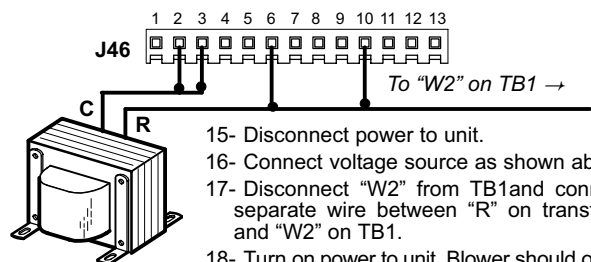 1 2 3 4 5 6 7 8 9 10 11 12 13
J46
To “W2” on TB1 →
C
R
15- Disconnect power to unit.
16- Connect voltage source as shown ab
17- Disconnect “W2” from TB1and conn
separate wire between “R” on transf
and “W2” on TB1.
18- Turn on power to unit. Blower should o